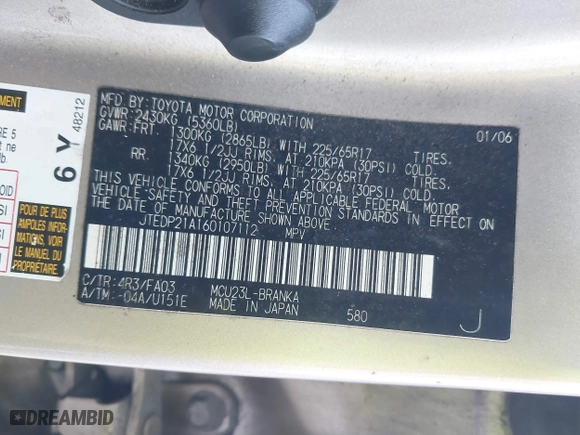 MFD. BY: TOYOTA MOTOR CORPORATION 01/06
GVWR: 2430KG (5360LB)
GAWR: FRT. 1300KG (2865LB) WITH 225/65R17 TIRES.
17X6 1/2JJ RIMS. AT 210KPA (30PSI) COLD.
RR. 1340KG (2950LB) WITH 225/65R17 TIRES.
17X6 1/2JJ RIMS. AT 210KPA (30PSI) COLD.
THIS VEHICLE CONFORMS TO ALL APPLICABLE FEDERAL MOTOR
VEHICLE SAFETY AND THEFT PREVENTION STANDARDS IN EFFECT ON
THE DATE OF MANUFACTURE SHOWN ABOVE.
JTEDP21A160107112 MPV
C/TR: 4R3/FA03 MCU23L-BRANKA
A/TM: -04A/U151E MADE IN JAPAN 580 J
6 Y 48212
POUR DE PLUS
AMPLES INFOR-
MATIONS, VOIR
LE MANUEL DU
PROPRIÉTAIRE.
DREAMBID